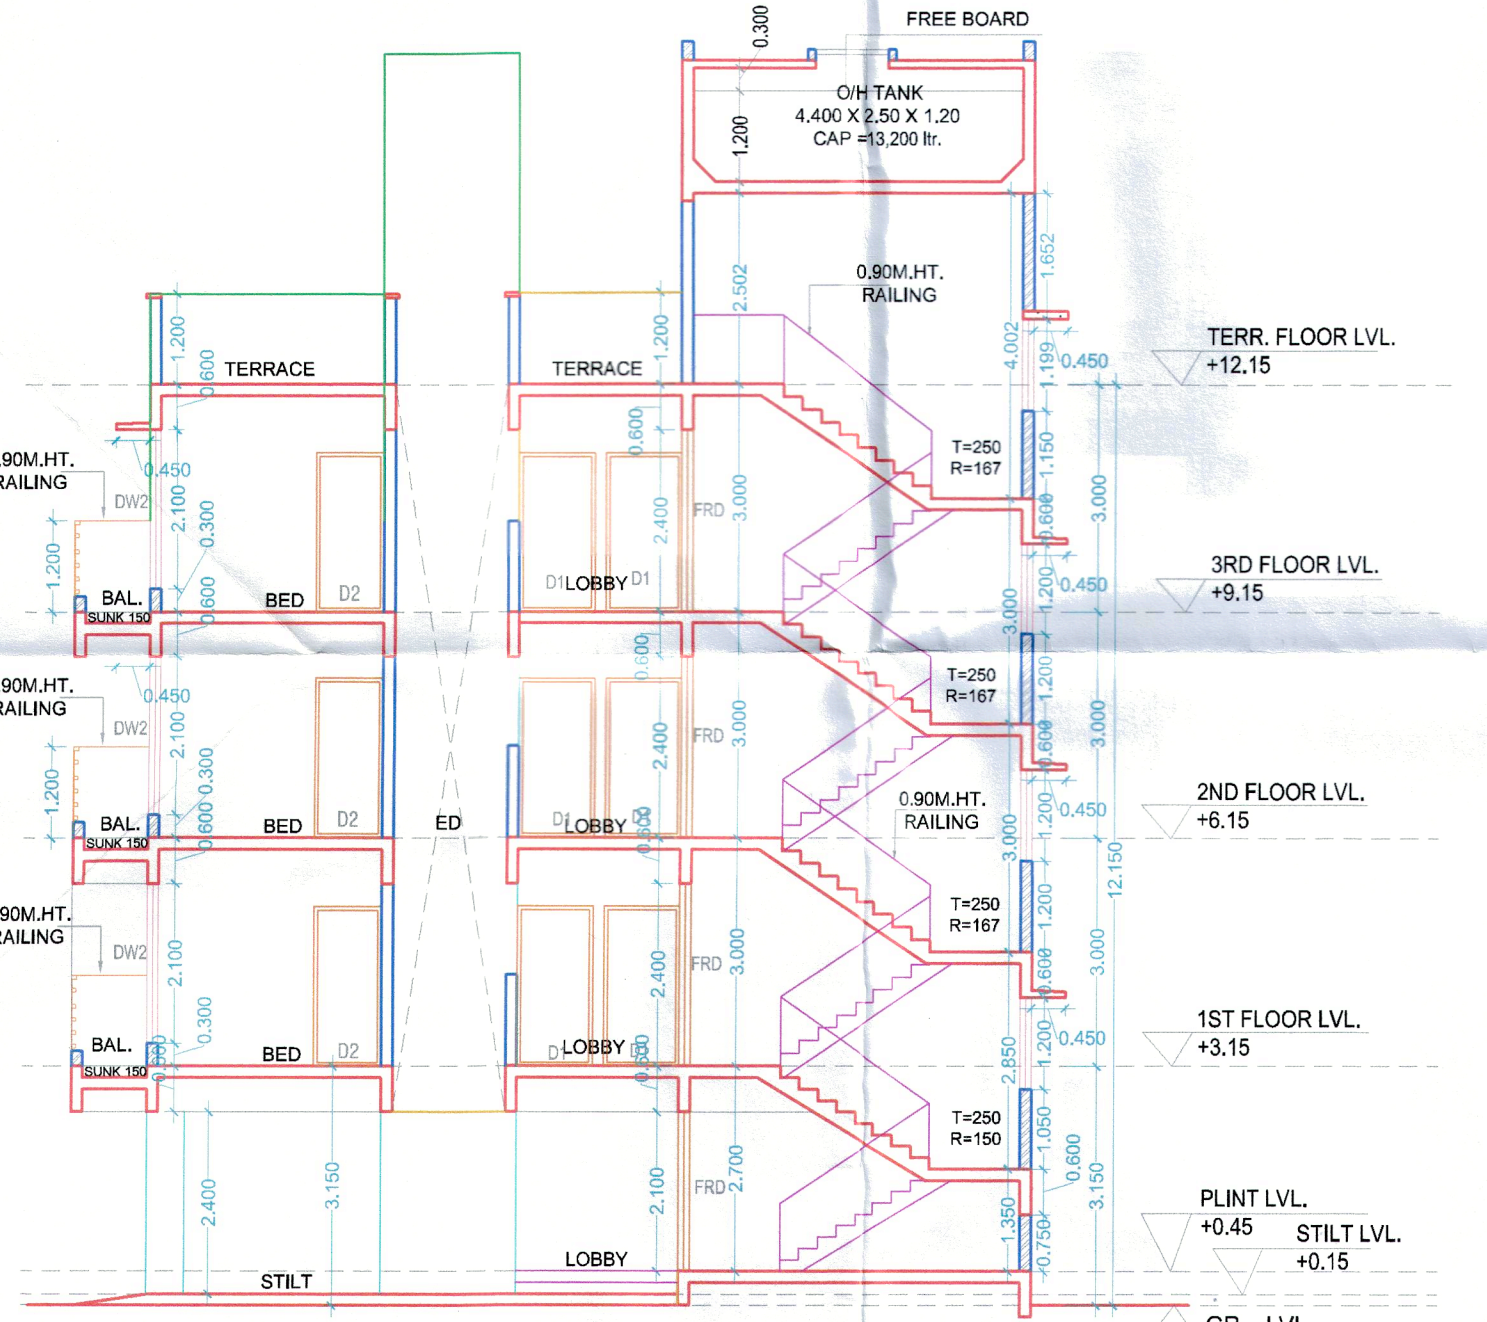 FREE BOARD
0.300
O/H TANK
4.400 X 2.50 X 1.20
CAP =13,200 ltr.
1.200
1.652
2.502
0.90M.HT.
RAILING
4.002
1.199
0.450
TERR. FLOOR LVL.
+12.15
1.200
0.600
TERRACE
TERRACE
1.200
0.600
T=250
R=167
1.150
3.000
0.600
.90M.HT.
RAILING
0.450
DW2
2.100
0.300
1.200
0.600
BAL.
SUNK 150
BED
D2
D1
LOBBY
D1
2.400
FRD
3.000
3.000
1.200
0.450
3RD FLOOR LVL.
+9.15
0.600
T=250
R=167
1.200
3.000
0.600
.90M.HT.
RAILING
0.450
DW2
2.100
0.300
1.200
0.600
BAL.
SUNK 150
BED
D2
ED
D1
LOBBY
2.400
0.600
FRD
3.000
0.90M.HT.
RAILING
3.000
1.200
0.450
2ND FLOOR LVL.
+6.15
12.150
T=250
R=167
1.200
3.000
0.600
.90M.HT.
RAILING
DW2
2.100
0.300
BAL.
SUNK 150
BED
D2
D1
LOBBY
2.400
0.600
FRD
3.000
2.850
1.200
0.450
1ST FLOOR LVL.
+3.15
T=250
R=150
1.050
0.600
3.150
2.400
3.150
2.100
FRD
2.700
1.350
0.750
PLINT LVL.
+0.45
STILT LVL.
+0.15
LOBBY
STILT